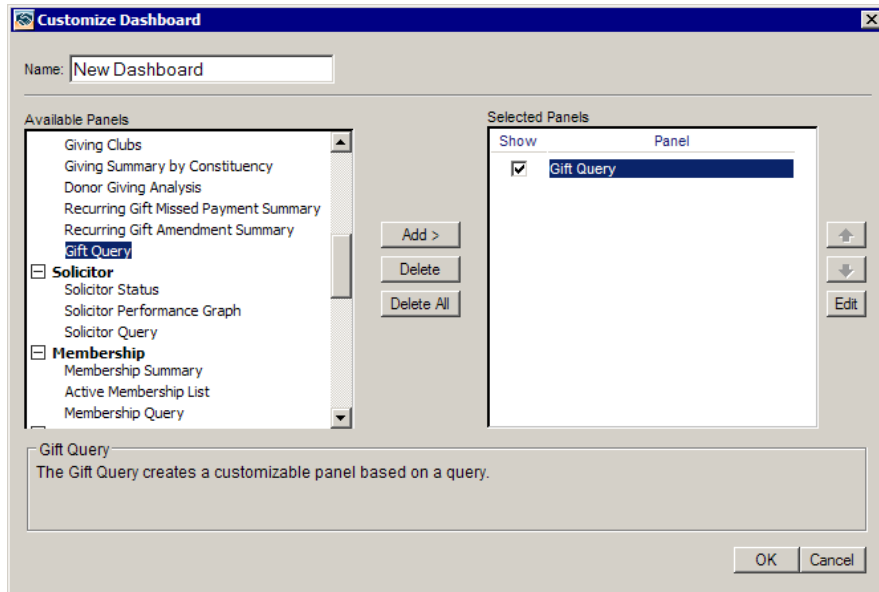 Customize Dashboard
Name: New Dashboard
Available Panels
Giving Clubs
Giving Summary by Constituency
Donor Giving Analysis
Recurring Gift Missed Payment Summary
Recurring Gift Amendment Summary
Gift Query
Solicitor
Solicitor Status
Solicitor Performance Graph
Solicitor Query
Membership
Membership Summary
Active Membership List
Membership Query
Add >
Delete
Delete All
Selected Panels
Show Panel
Gift Query
Edit
Gift Query
The Gift Query creates a customizable panel based on a query.
OK Cancel